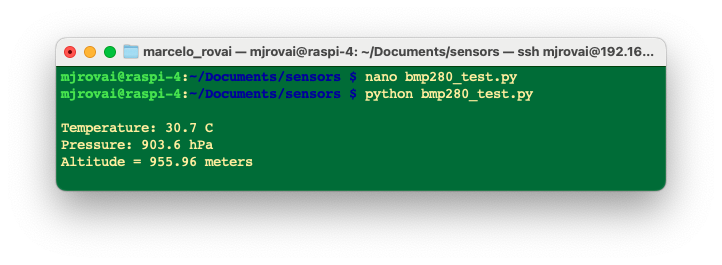 marcelo_rovai — mjrovai@raspi-4: ~/Documents/sensors — ssh mjrovai@192.16...
mjrovai@raspi-4:~/Documents/sensors $ nano bmp280_test.py
mjrovai@raspi-4:~/Documents/sensors $ python bmp280_test.py
Temperature: 30.7 C
Pressure: 903.6 hPa
Altitude = 955.96 meters